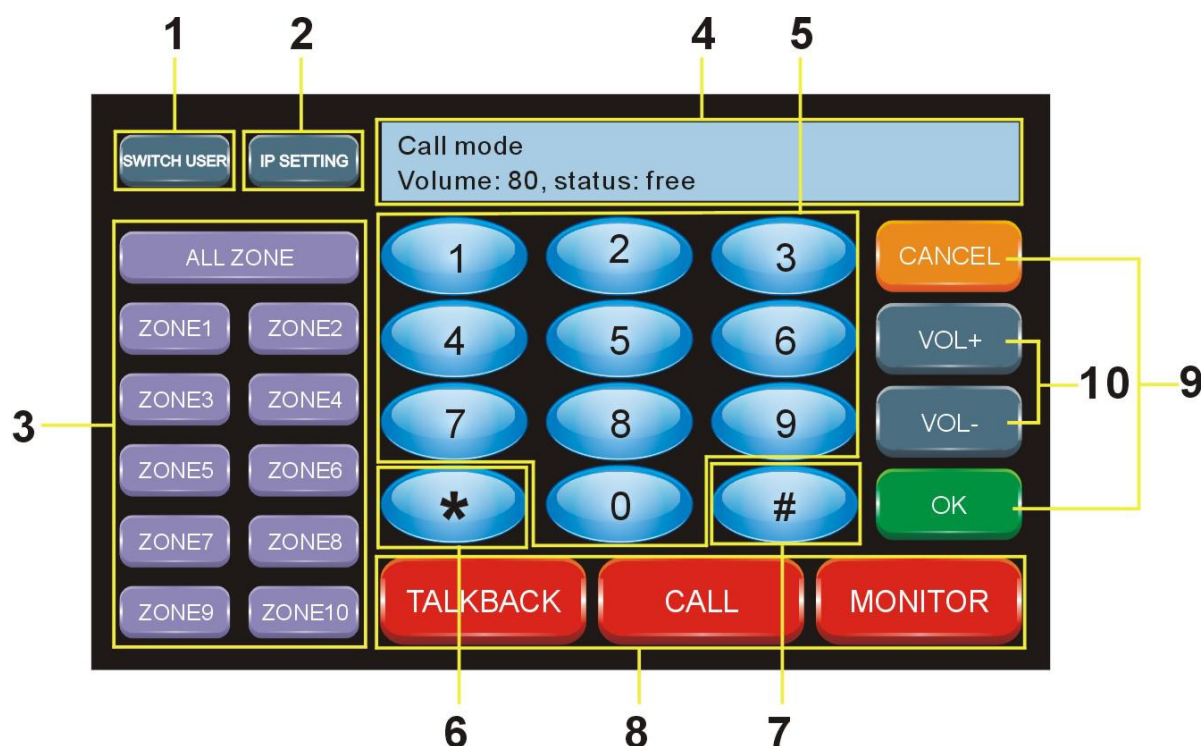 1 2 4 5
SWITCH USER IP SETTING
Call mode
Volume: 80, status: free
ALL ZONE
ZONE1 ZONE2
ZONE3 ZONE4
ZONE5 ZONE6
ZONE7 ZONE8
ZONE9 ZONE10
3
1 2 3
4 5 6
7 8 9
* 0 #
CANCEL
VOL+
VOL-
OK
10 9
TALKBACK CALL MONITOR
6 8 7